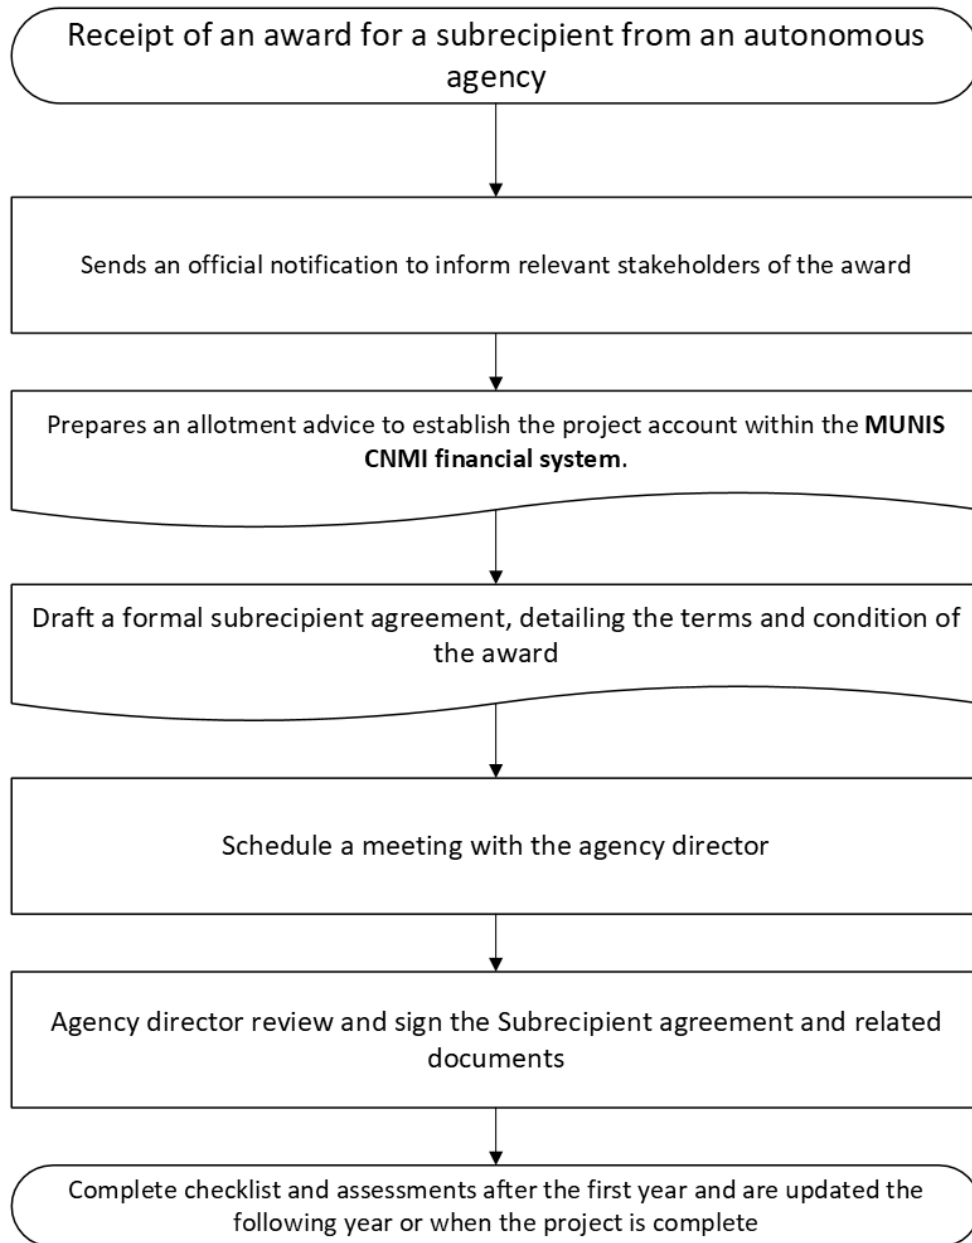 Receipt of an award for a subrecipient from an autonomous
agency
Sends an official notification to inform relevant stakeholders of the award
Prepares an allotment advice to establish the project account within the MUNIS
CNMI financial system.
Draft a formal subrecipient agreement, detailing the terms and condition of
the award
Schedule a meeting with the agency director
Agency director review and sign the Subrecipient agreement and related
documents
Complete checklist and assessments after the first year and are updated the
following year or when the project is complete